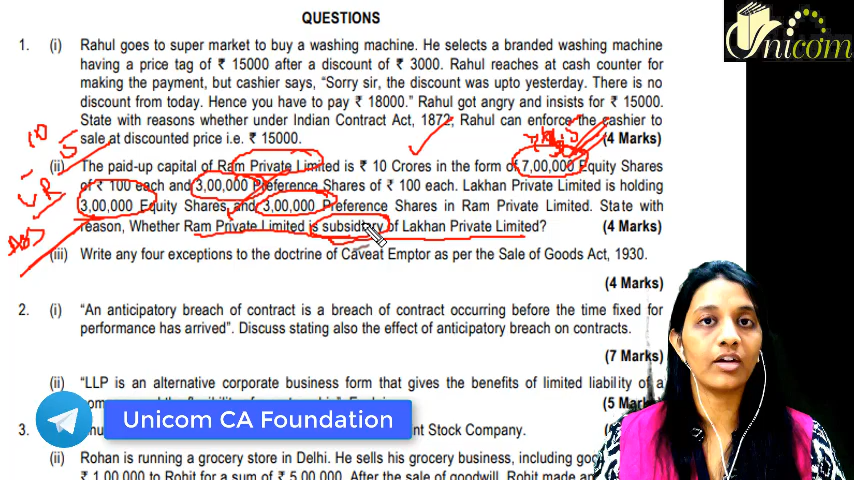 QUESTIONS
Unicom
1. (i) Rahul goes to super market to buy a washing machine. He selects a branded washing machine
having a price tag of ₹ 15000 after a discount of ₹ 3000. Rahul reaches at cash counter for
making the payment, but cashier says, "Sorry sir, the discount was upto yesterday. There is no
discount from today. Hence you have to pay ₹ 18000." Rahul got angry and insists for ₹ 15000.
State with reasons whether under Indian Contract Act, 1872, Rahul can enforce the cashier to
sale at discounted price i.e. ₹ 15000. (4 Marks)
(ii) The paid-up capital of Ram Private Limited is ₹ 10 Crores in the form of 7,00,000 Equity Shares
of ₹ 100 each and 3,00,000 Preference Shares of ₹ 100 each. Lakhan Private Limited is holding
3,00,000 Equity Shares and 3,00,000 Preference Shares in Ram Private Limited. State with
reason, Whether Ram Private Limited is subsidiary of Lakhan Private Limited? (4 Marks)
(iii) Write any four exceptions to the doctrine of Caveat Emptor as per the Sale of Goods Act, 1930.
(4 Marks)
2. (i) "An anticipatory breach of contract is a breach of contract occurring before the time fixed for
performance has arrived". Discuss stating also the effect of anticipatory breach on contracts.
(7 Marks)
(ii) "LLP is an alternative corporate business form that gives the benefits of limited liability of a
(5 Marks)
Unicom CA Foundation
3. Stock Company.
(ii) Rohan is running a grocery store in Delhi. He sells his grocery business, including
₹ 1,00,000 to Rohit for a sum of ₹ 5,00,000. After the sale of goodwill, Rohit made